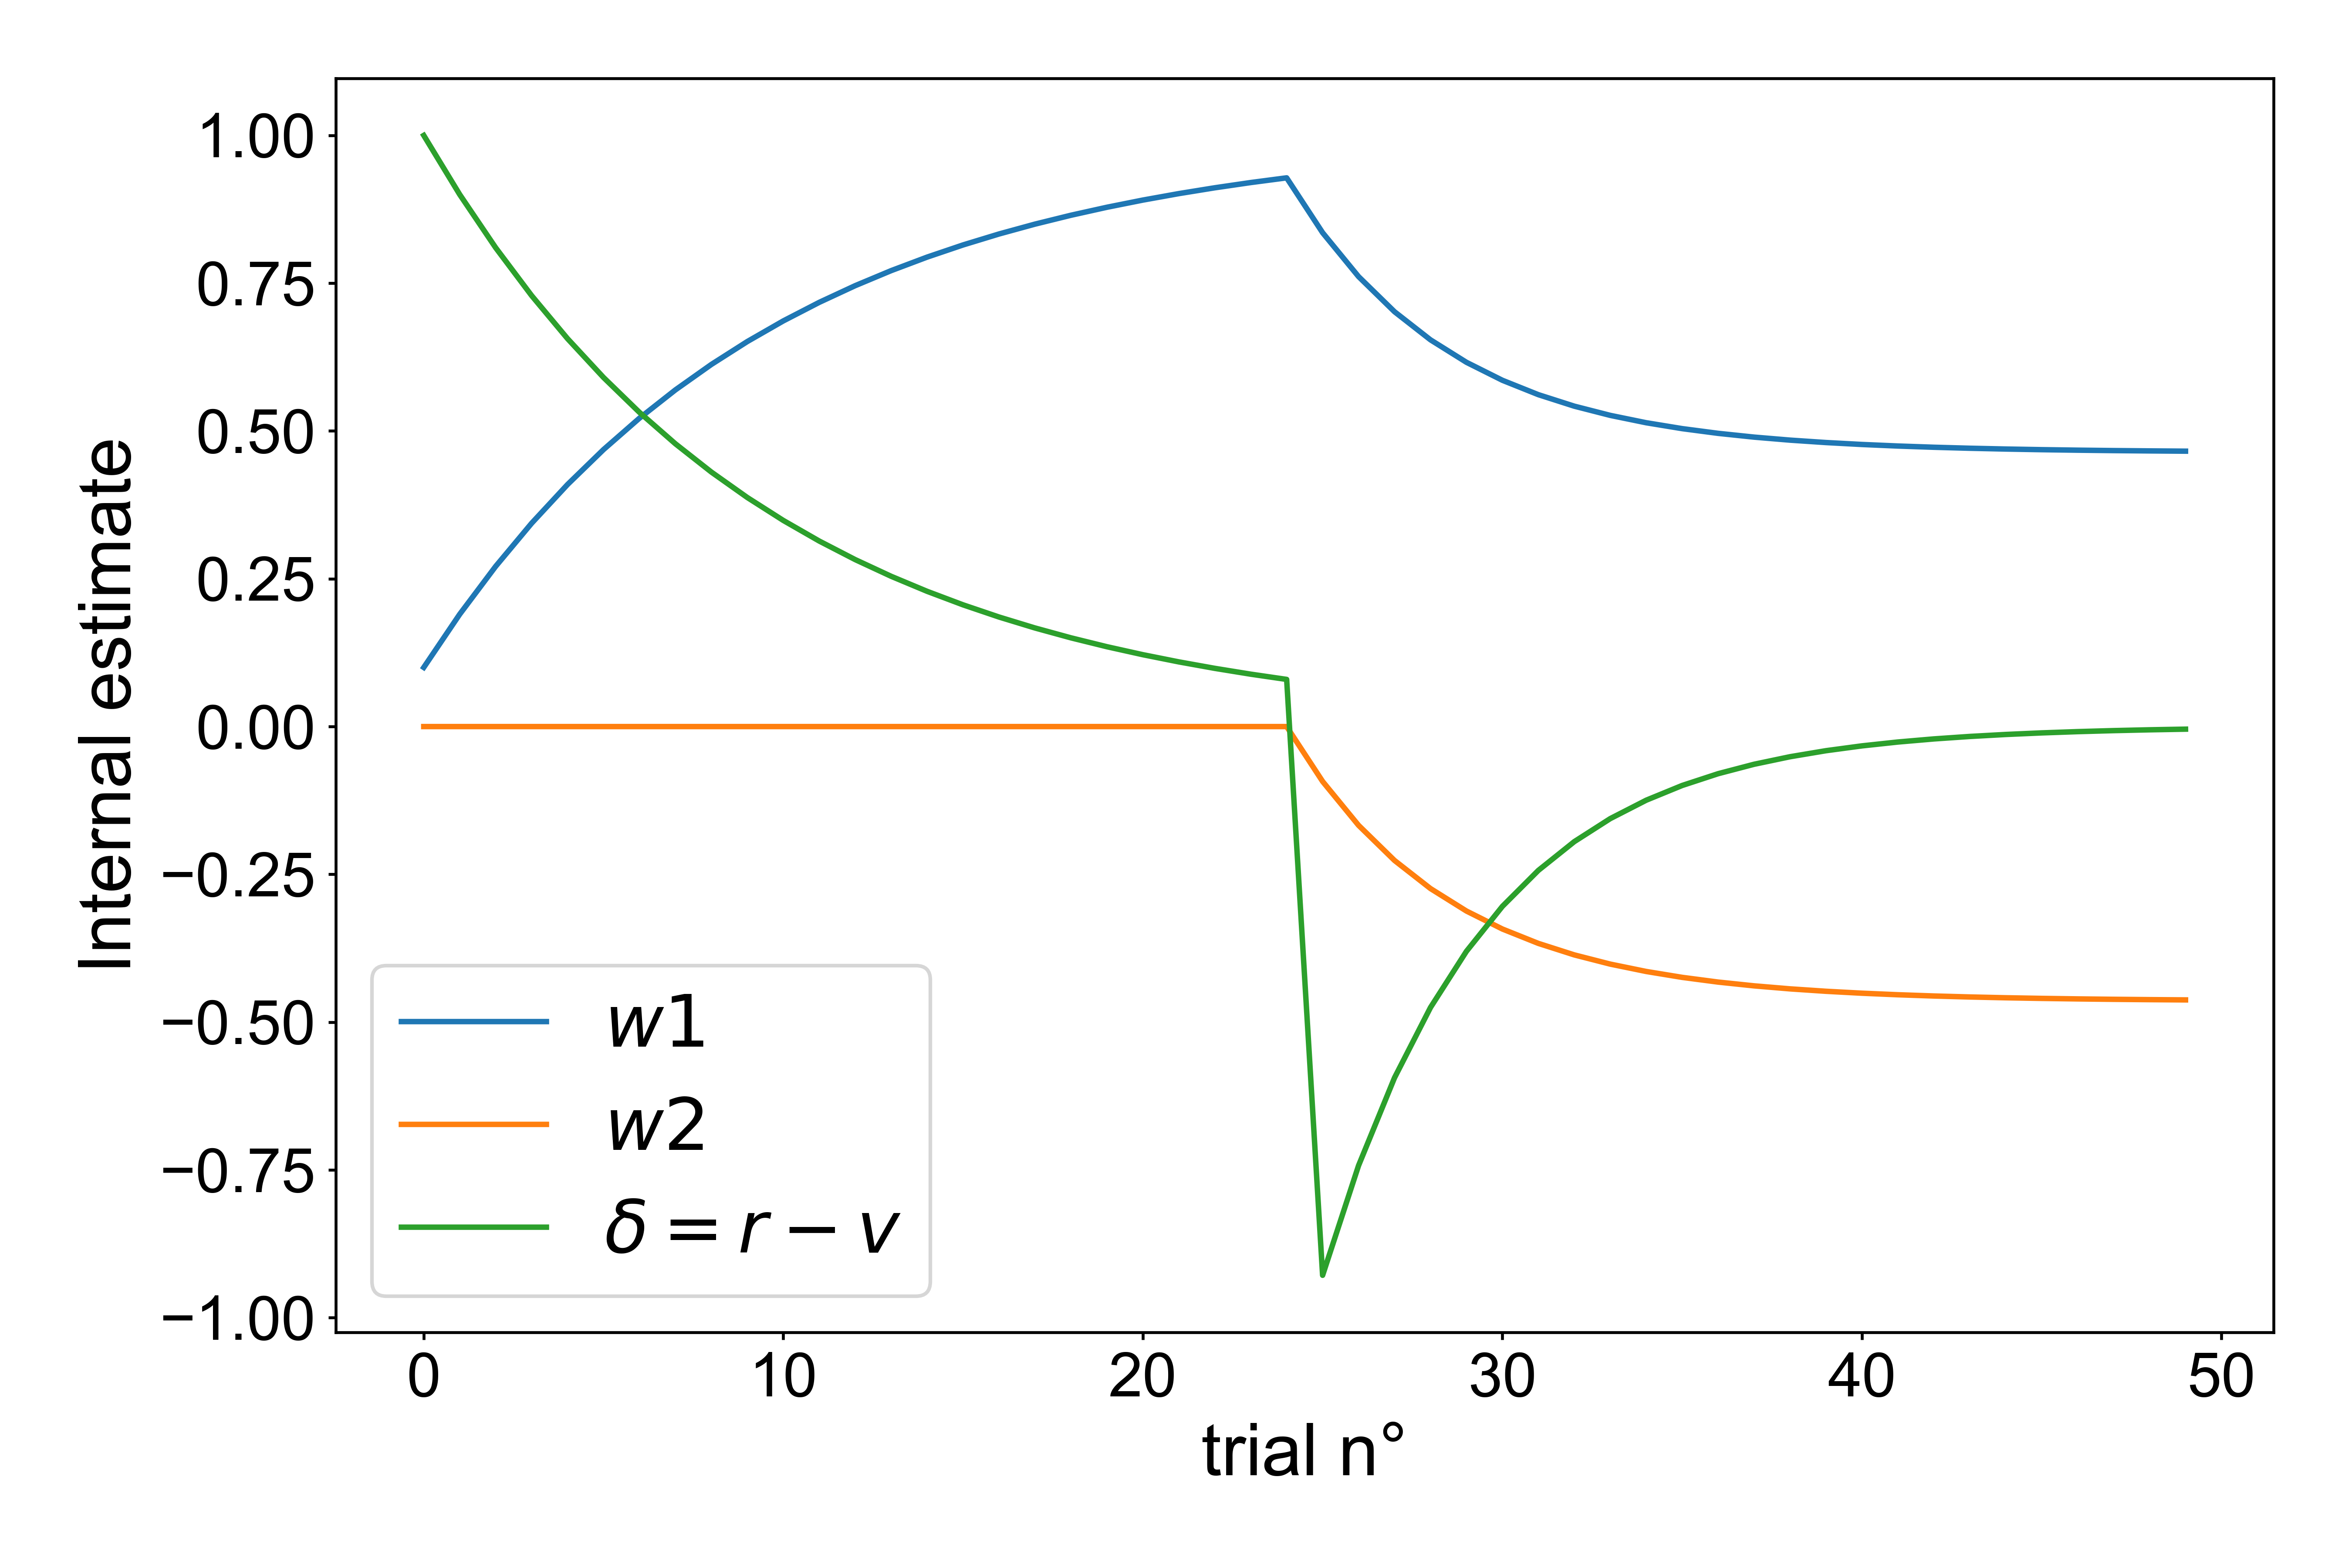 Internal estimate
1.00
0.75
0.50
0.25
0.00
−0.25
−0.50
−0.75
−1.00
w1
w2
δ = r − v
0 10 20 30 40 50
trial n°